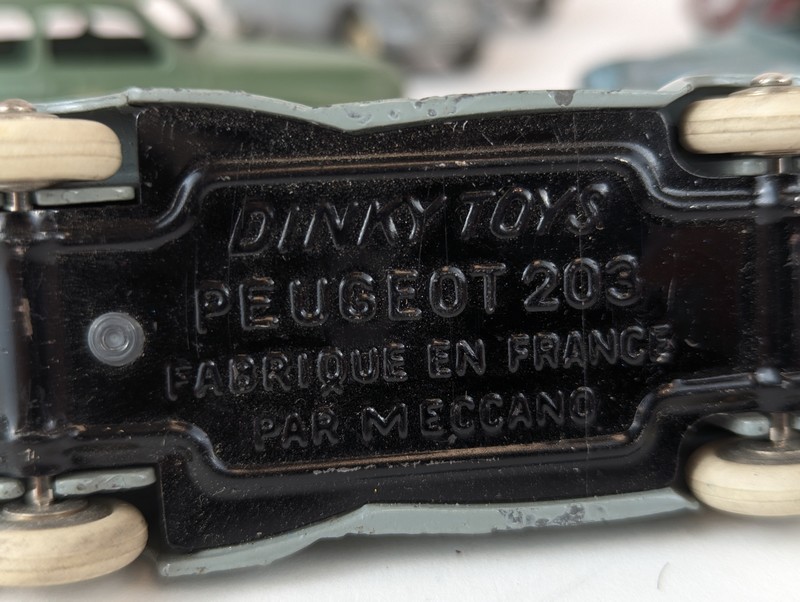 DINKY TOYS
PEUGEOT 203
FABRIQUE EN FRANCE
PAR MECCANO